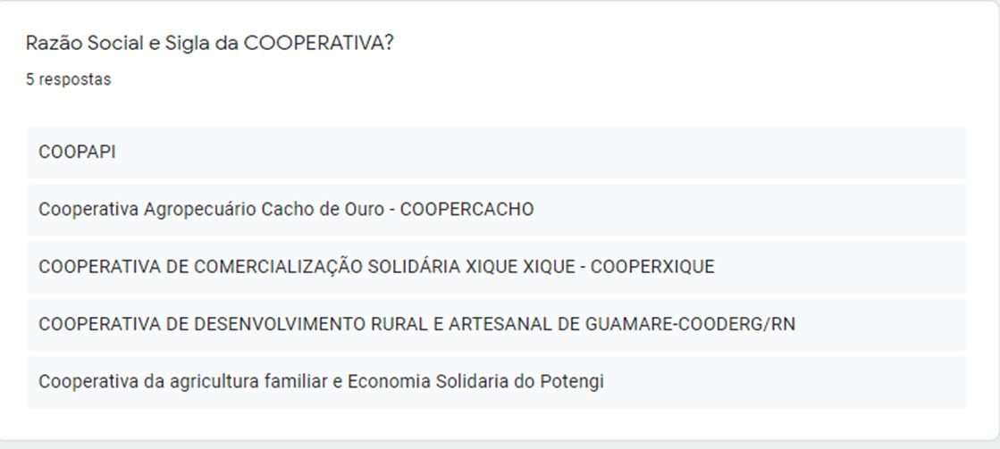 Razão Social e Sigla da COOPERATIVA?
5 respostas
COOPAPI
Cooperativa Agropecuário Cacho de Ouro - COOPERCACHO
COOPERATIVA DE COMERCIALIZAÇÃO SOLIDÁRIA XIQUE XIQUE - COOPERXIQUE
COOPERATIVA DE DESENVOLVIMENTO RURAL E ARTESANAL DE GUAMARE-COODERG/RN
Cooperativa da agricultura familiar e Economia Solidaria do Potengi